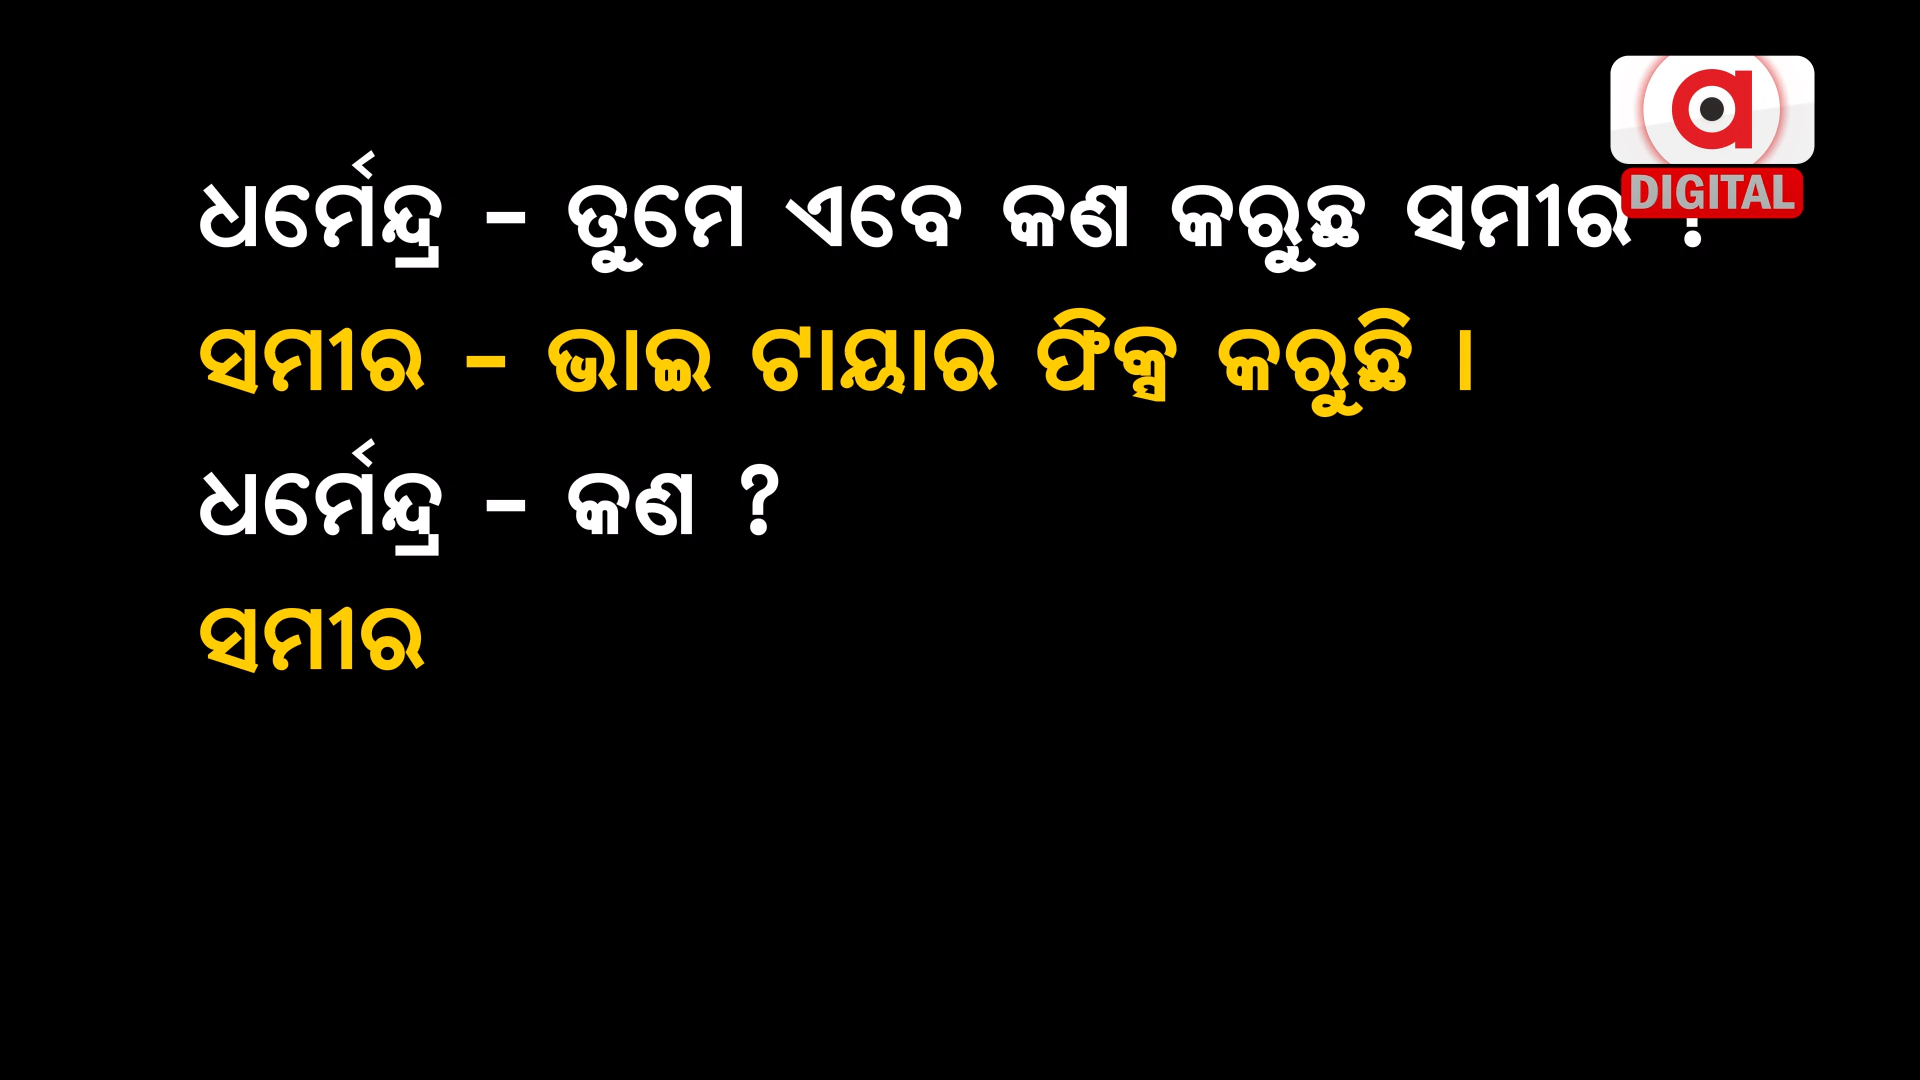 ଧର୍ମେନ୍ଦ୍ର - ତୁମେ ଏବେ କଣ କରୁଛ ସମୀର ?
ସମୀର - ଭାଇ ଟାୟାର ଫିକ୍ସ କରୁଛି ।
ଧର୍ମେନ୍ଦ୍ର - କଣ ?
ସମୀର
a
DIGITAL